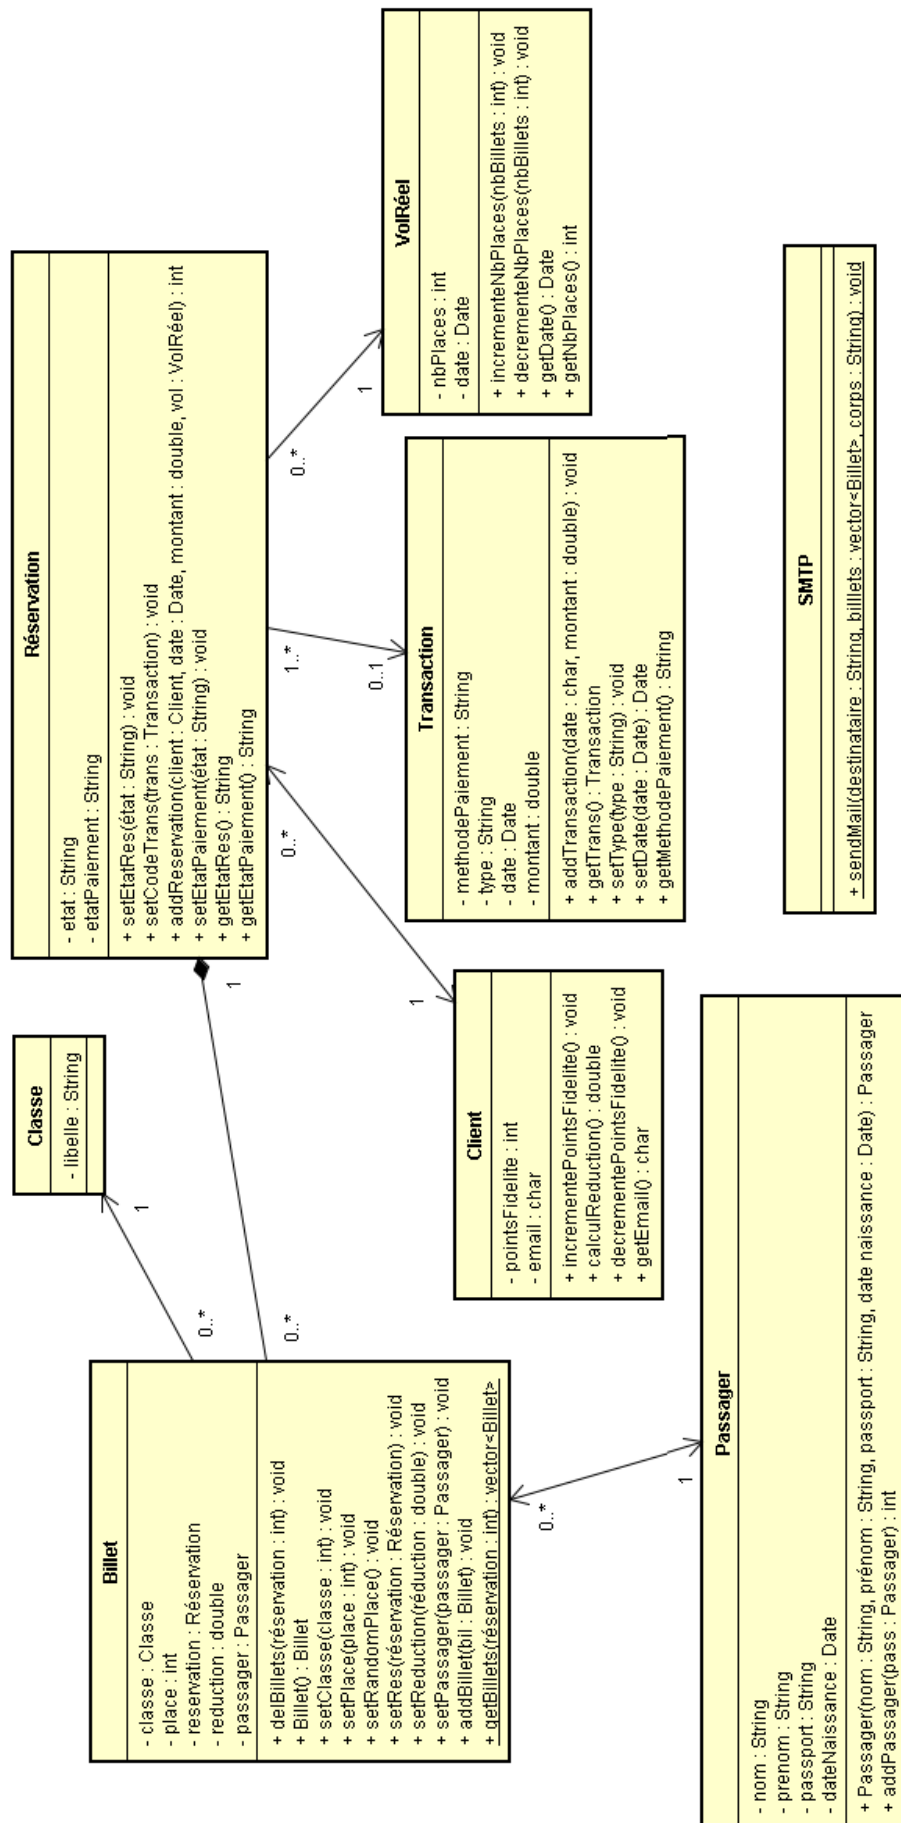 Billet
- classe : Classe
- place : int
- reservation : Réservation
- reduction : double
- passager : Passager
+ delBillets(réservation : int) : void
+ Billet() : Billet
+ setClasse(classe : int) : void
+ setPlace(place : int) : void
+ setRandomPlace() : void
+ setRes(réservation : Réservation) : void
+ setReduction(réduction : double) : void
+ setPassager(passager : Passager) : void
+ addBillet(bil : Billet) : void
+ getBillets(réservation : int) : vector<Billet>
0..*
1
Classe
- libelle : String
0..*
1
Réservation
- etat : String
- etatPaiement : String
+ setEtatRes(état : String) : void
+ setCodeTrans(trans : Transaction) : void
+ addReservation(client : Client, date : Date, montant : double, vol : VolRéel) : int
+ setEtatPaiement(état : String) : void
+ getEtatRes() : String
+ getEtatPaiement() : String
0..*
1
1..*
0..1
0..*
1
Client
- pointsFidelite : int
- email : char
+ incrementePointsFidelite() : void
+ calculReduction() : double
+ decrementePointsFidelite() : void
+ getEmail() : char
Transaction
- methodePaiement : String
- type : String
- date : Date
- montant : double
+ addTransaction(date : char, montant : double) : void
+ getTrans() : Transaction
+ setType(type : String) : void
+ setDate(date : Date) : Date
+ getMethodePaiement() : String
VolRéel
- nbPlaces : int
- date : Date
+ incrementeNbPlaces(nbBillets : int) : void
+ decrementeNbPlaces(nbBillets : int) : void
+ getDate() : Date
+ getNbPlaces() : int
0..*
1
Passager
- nom : String
- prenom : String
- passport : String
- dateNaissance : Date
+ Passager(nom : String, prénom : String, passport : String, date naissance : Date) : Passager
+ addPassager(pass : Passager) : int
SMTP
+ sendMail(destinataire : String, billlets : vector<Billet>, corps : String) : void